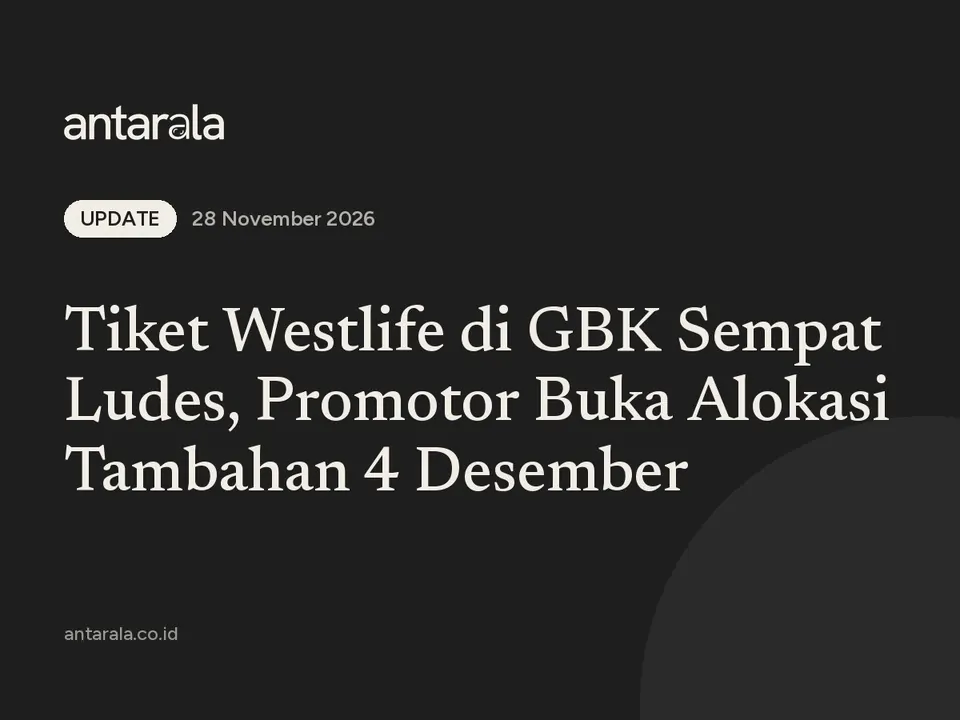 antarala
UPDATE 28 November 2026
Tiket Westlife di GBK Sempat
Ludes, Promotor Buka Alokasi
Tambahan 4 Desember
antarala.co.id